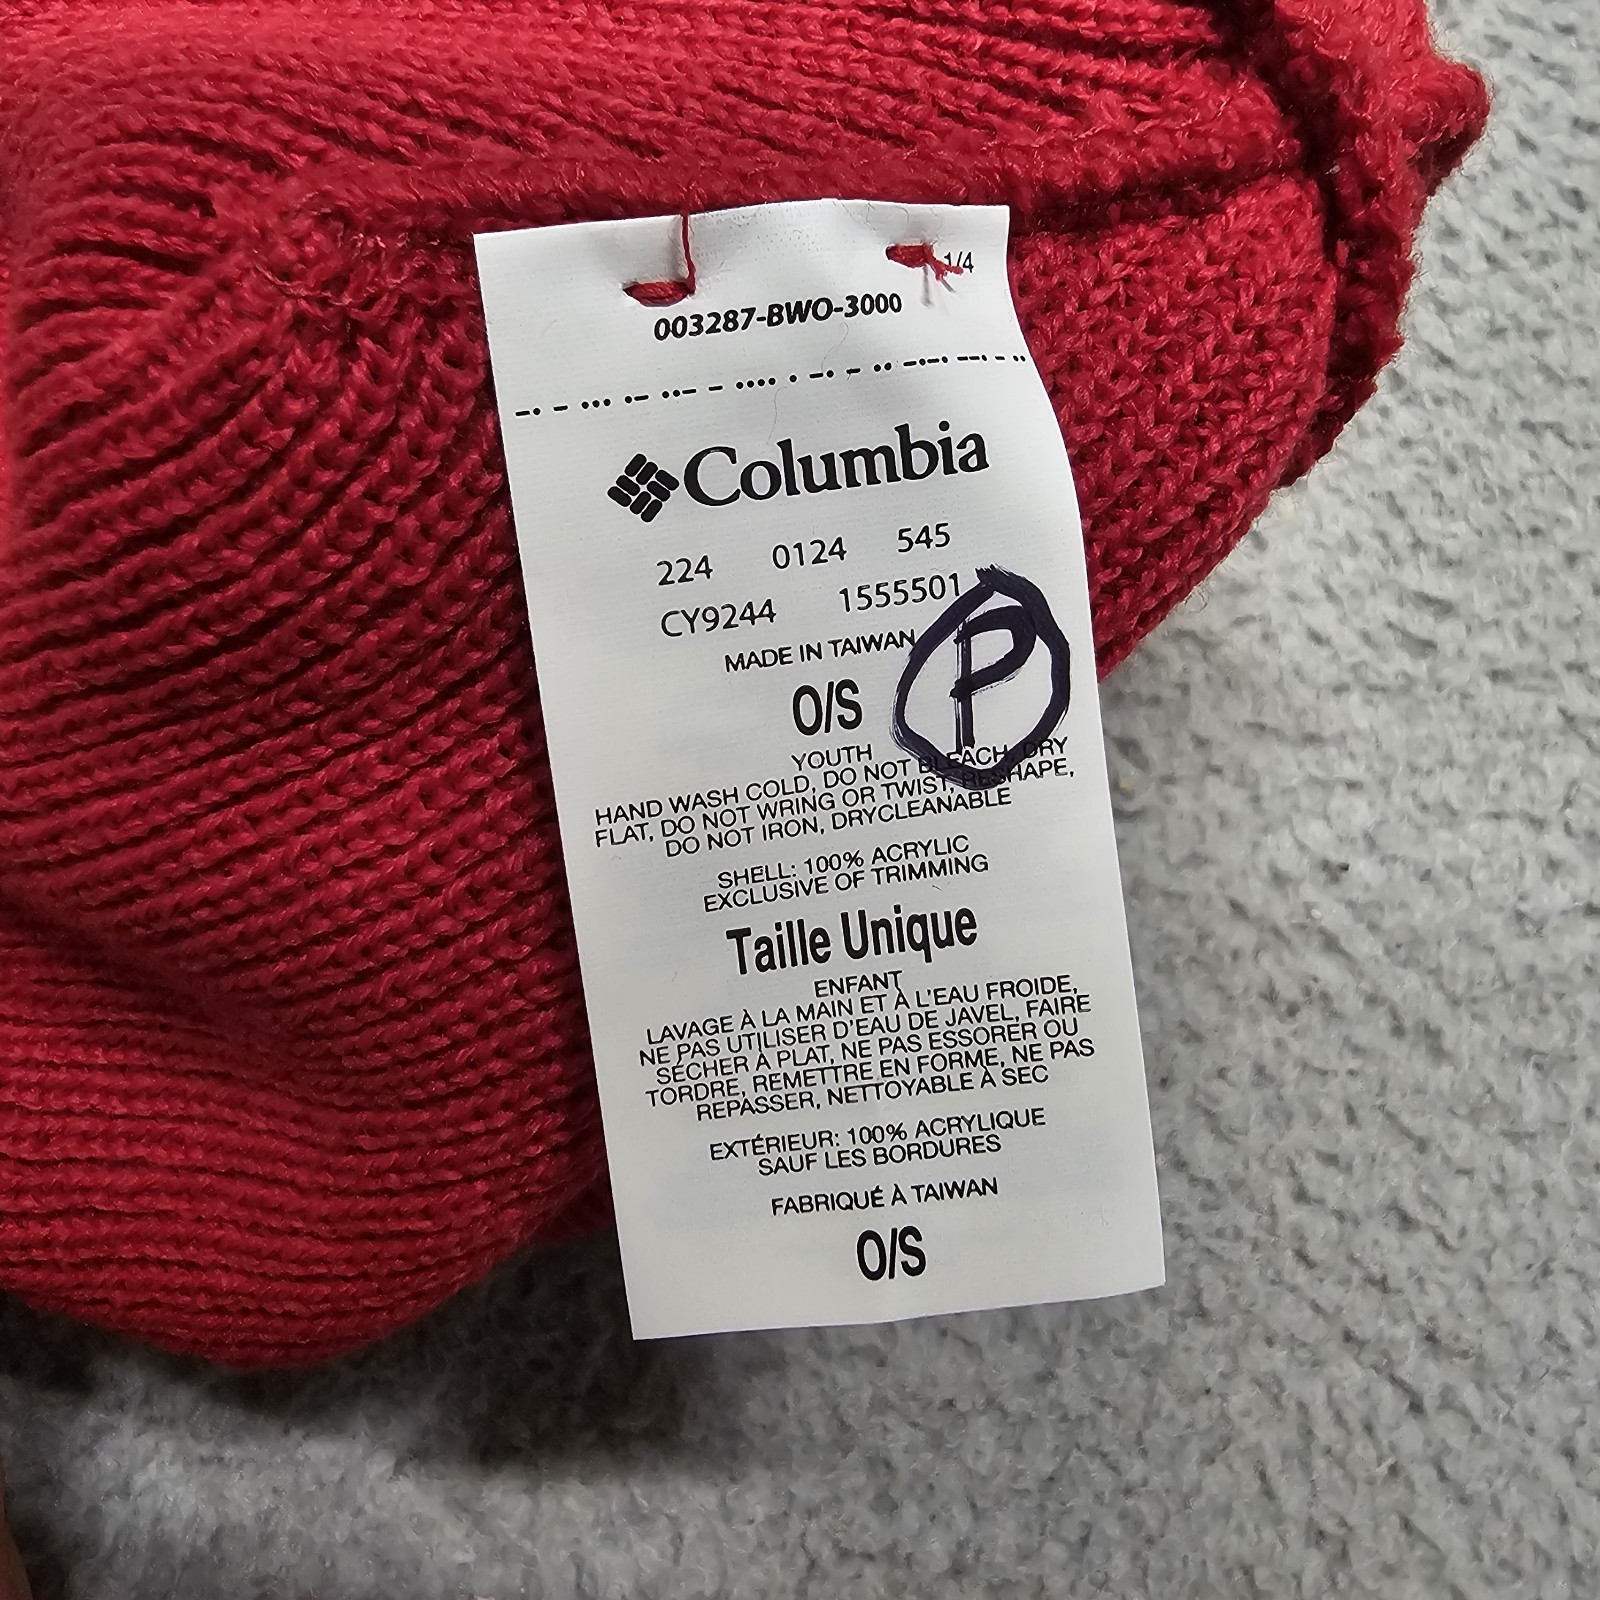 1/4
003287-BWO-3000
Columbia
224 0124 545
CY9244 1555501
MADE IN TAIWAN
P
O/S
YOUTH
HAND WASH COLD, DO NOT BLEACH, DRY
FLAT, DO NOT WRING OR TWIST, RESHAPE,
DO NOT IRON, DRYCLEANABLE
SHELL: 100% ACRYLIC
EXCLUSIVE OF TRIMMING
Taille Unique
ENFANT
LAVAGE À LA MAIN ET À L'EAU FROIDE,
NE PAS UTILISER D'EAU DE JAVEL, FAIRE
SÉCHER À PLAT, NE PAS ESSORER OU
TORDRE, REMETTRE EN FORME, NE PAS
REPASSER, NETTOYABLE À SEC
EXTÉRIEUR: 100% ACRYLIQUE
SAUF LES BORDURES
FABRIQUÉ À TAIWAN
O/S